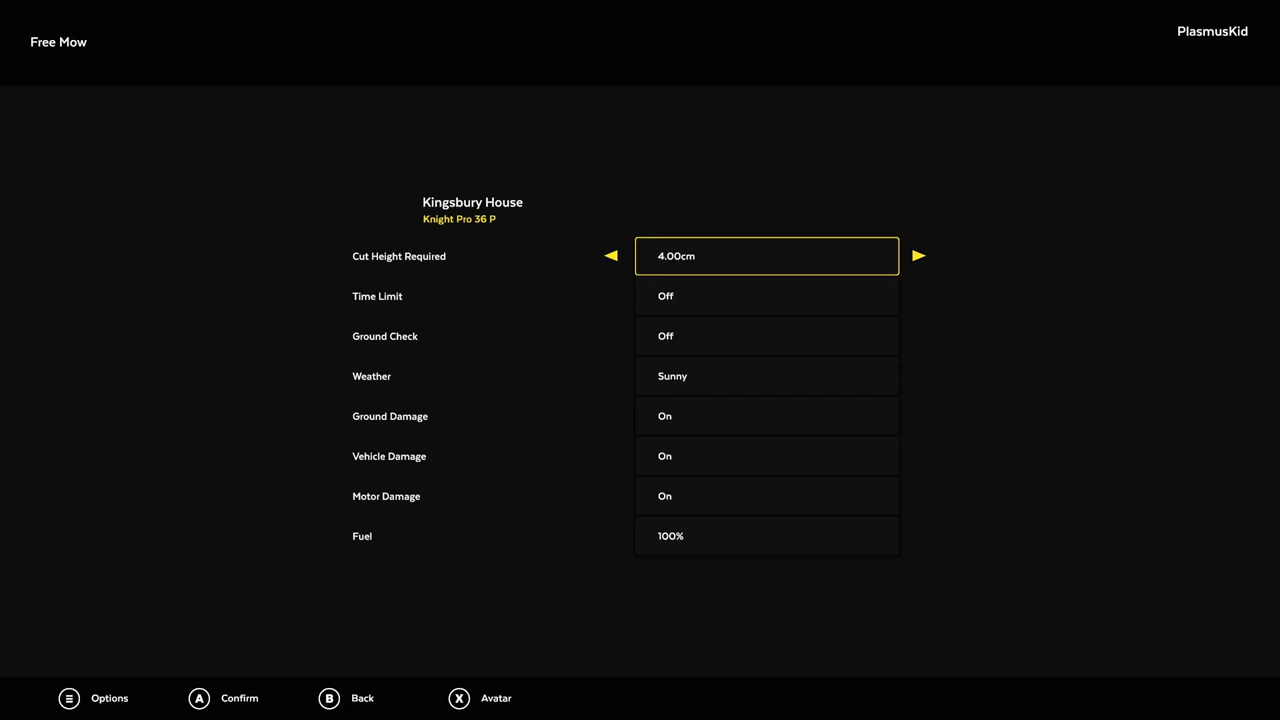 Free Mow
PlasmusKid
Kingsbury House
Knight Pro 36 P
Cut Height Required 4.00cm
Time Limit Off
Ground Check Off
Weather Sunny
Ground Damage On
Vehicle Damage On
Motor Damage On
Fuel 100%
Options A Confirm B Back X Avatar